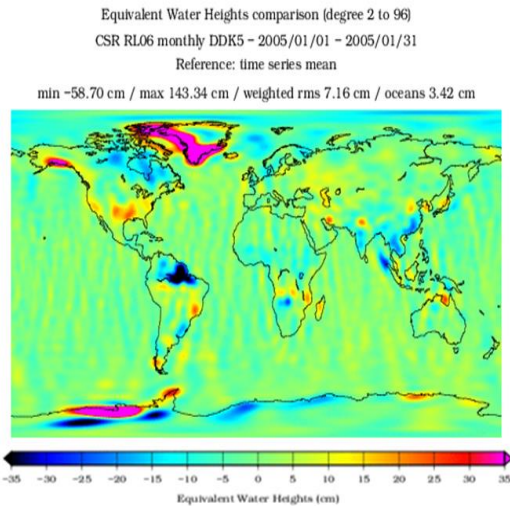 Equivalent Water Heights comparison (degree 2 to 96)
CSR RL06 monthly DDK5 – 2005/01/01 – 2005/01/31
Reference: time series mean
min −58.70 cm / max 143.34 cm / weighted rms 7.16 cm / oceans 3.42 cm
−35 −30 −25 −20 −15 −10 −5 0 5 10 15 20 25 30 35
Equivalent Water Heights (cm)